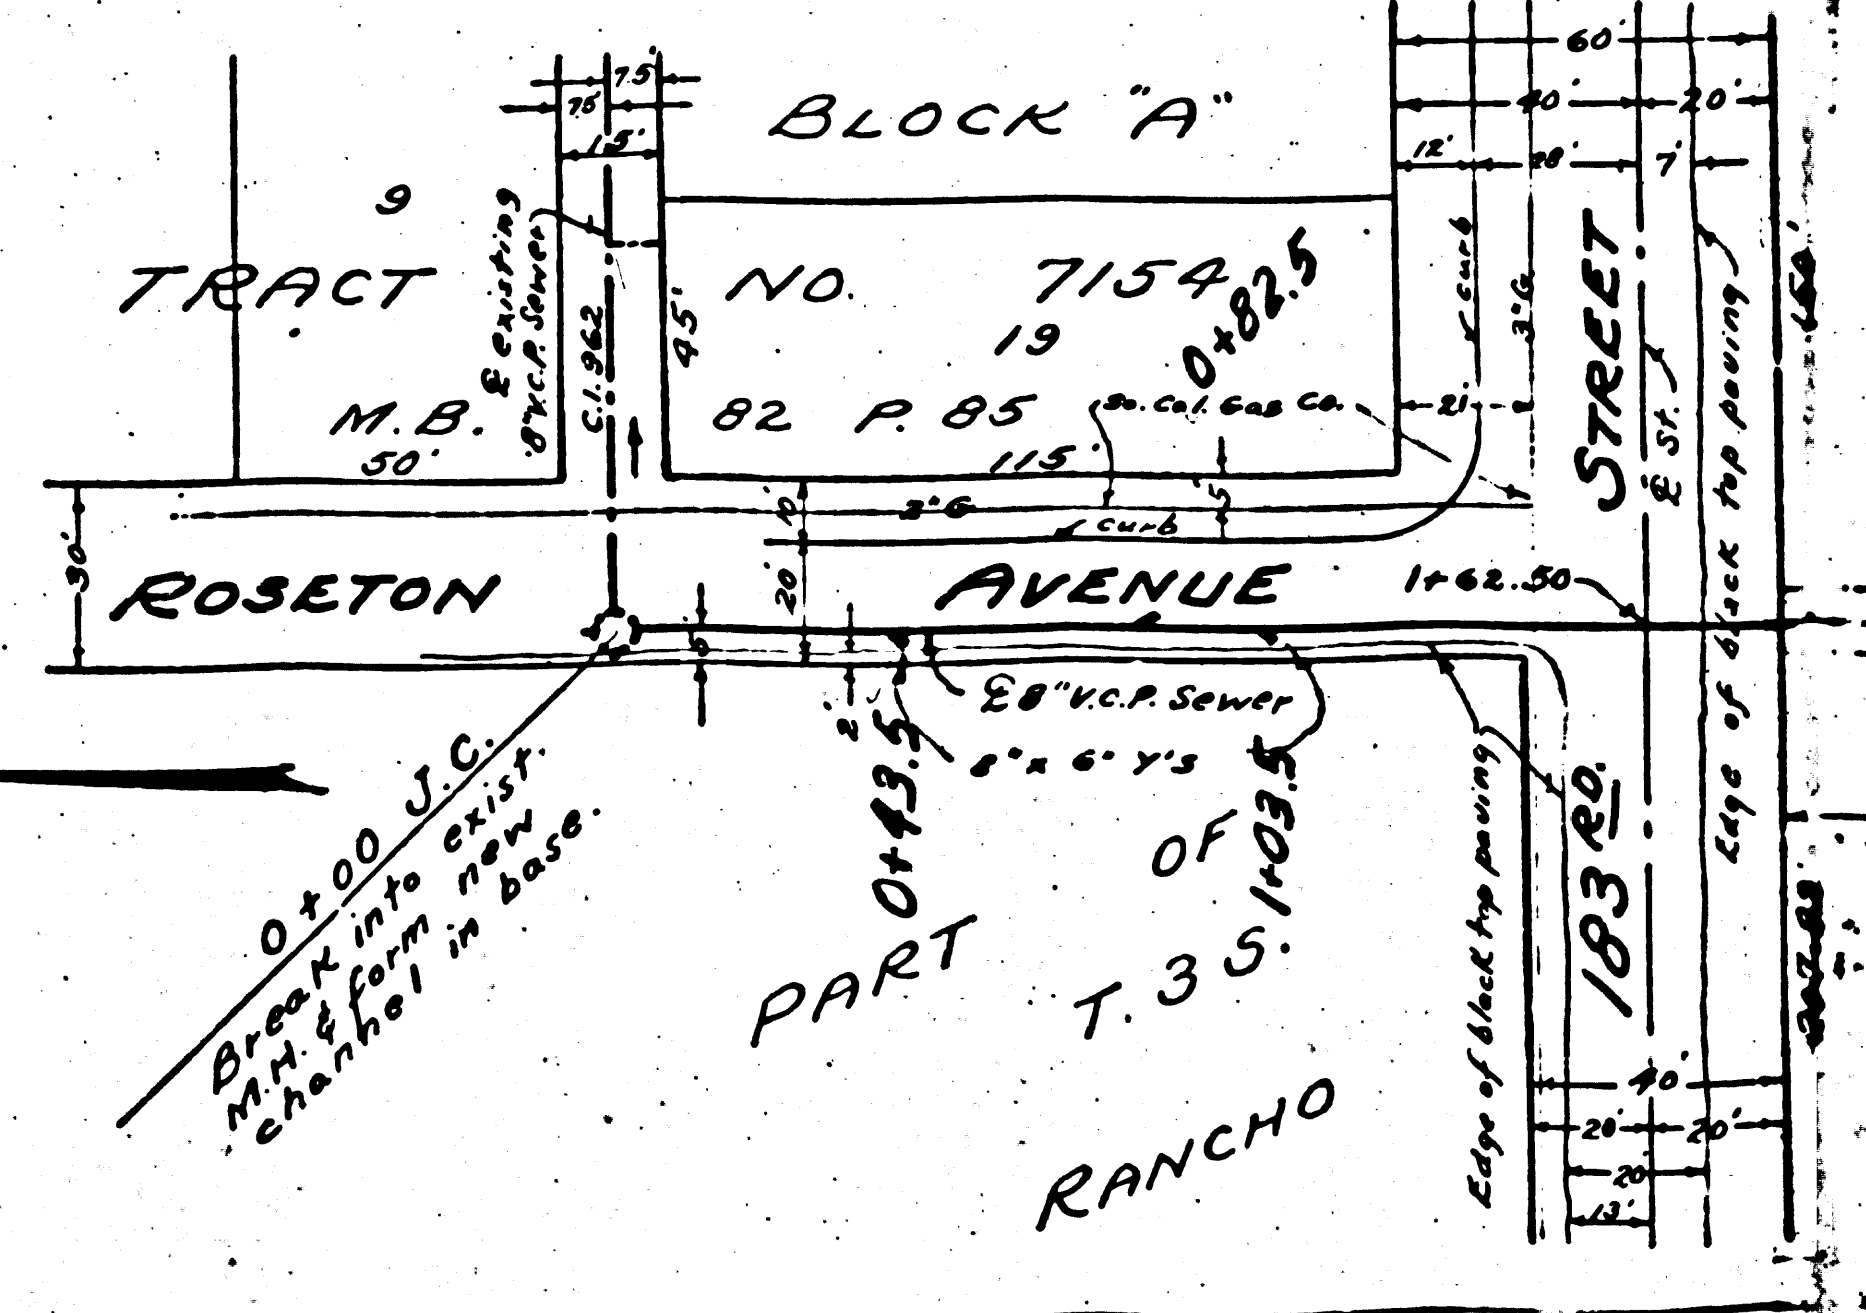 60'
7.5'
7.5'
BLOCK "A"
40'
20'
15'
12'
28'
7'
9
TRACT NO. 7154
19
M.B. 82 P. 85
50'
115'
45'
℄ existing
8" V.C.P. Sewer
C.I. 962
0+82.5
So. Cal. Gas Co.
21'
curb
3" G
STREET
℄ St.
Edge of black top paving
150'
10'
2" G
5'
curb
30'
ROSETON AVENUE
20'
1+62.50
5'
2'
℄ 8" V.C.P. Sewer
8" x 6" Y's
0+43.5
1+03.5
0+00 J.C.
Break into exist.
M.H. & form new
channel in base.
183 RD.
Edge of black top paving
PART OF
T. 3 S.
RANCHO
40'
20'
20'
20'
13'